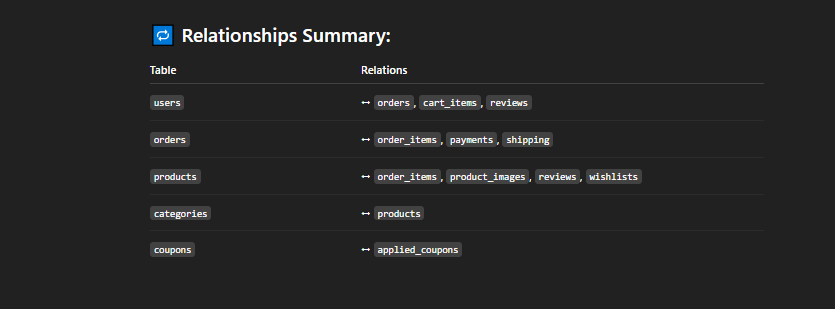 🔁 Relationships Summary:
Table Relations
users ↔ orders, cart_items, reviews
orders ↔ order_items, payments, shipping
products ↔ order_items, product_images, reviews, wishlists
categories ↔ products
coupons ↔ applied_coupons